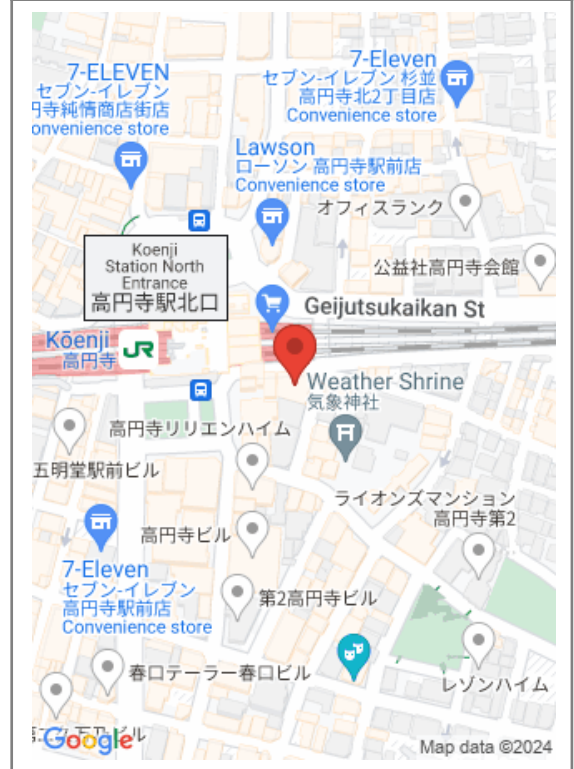 7-Eleven
セブン-イレブン 杉並
高円寺北2丁目店
Convenience store
7-ELEVEN
セブン-イレブン
円寺純情商店街店
onvenience store
Lawson
ローソン 高円寺駅前店
Convenience store
オフィスランク
Koenji
Station North
Entrance
高円寺駅北口
公益社高円寺会館
Geijutsukaikan St
Kōenji
高円寺
JR
Weather Shrine
気象神社
高円寺リリエンハイム
五明堂駅前ビル
ライオンズマンション
高円寺第2
高円寺ビル
7-Eleven
セブン-イレブン
高円寺駅前店
Convenience store
第2高円寺ビル
春口テーラー春口ビル
レゾンハイム
Google
Map data ©2024